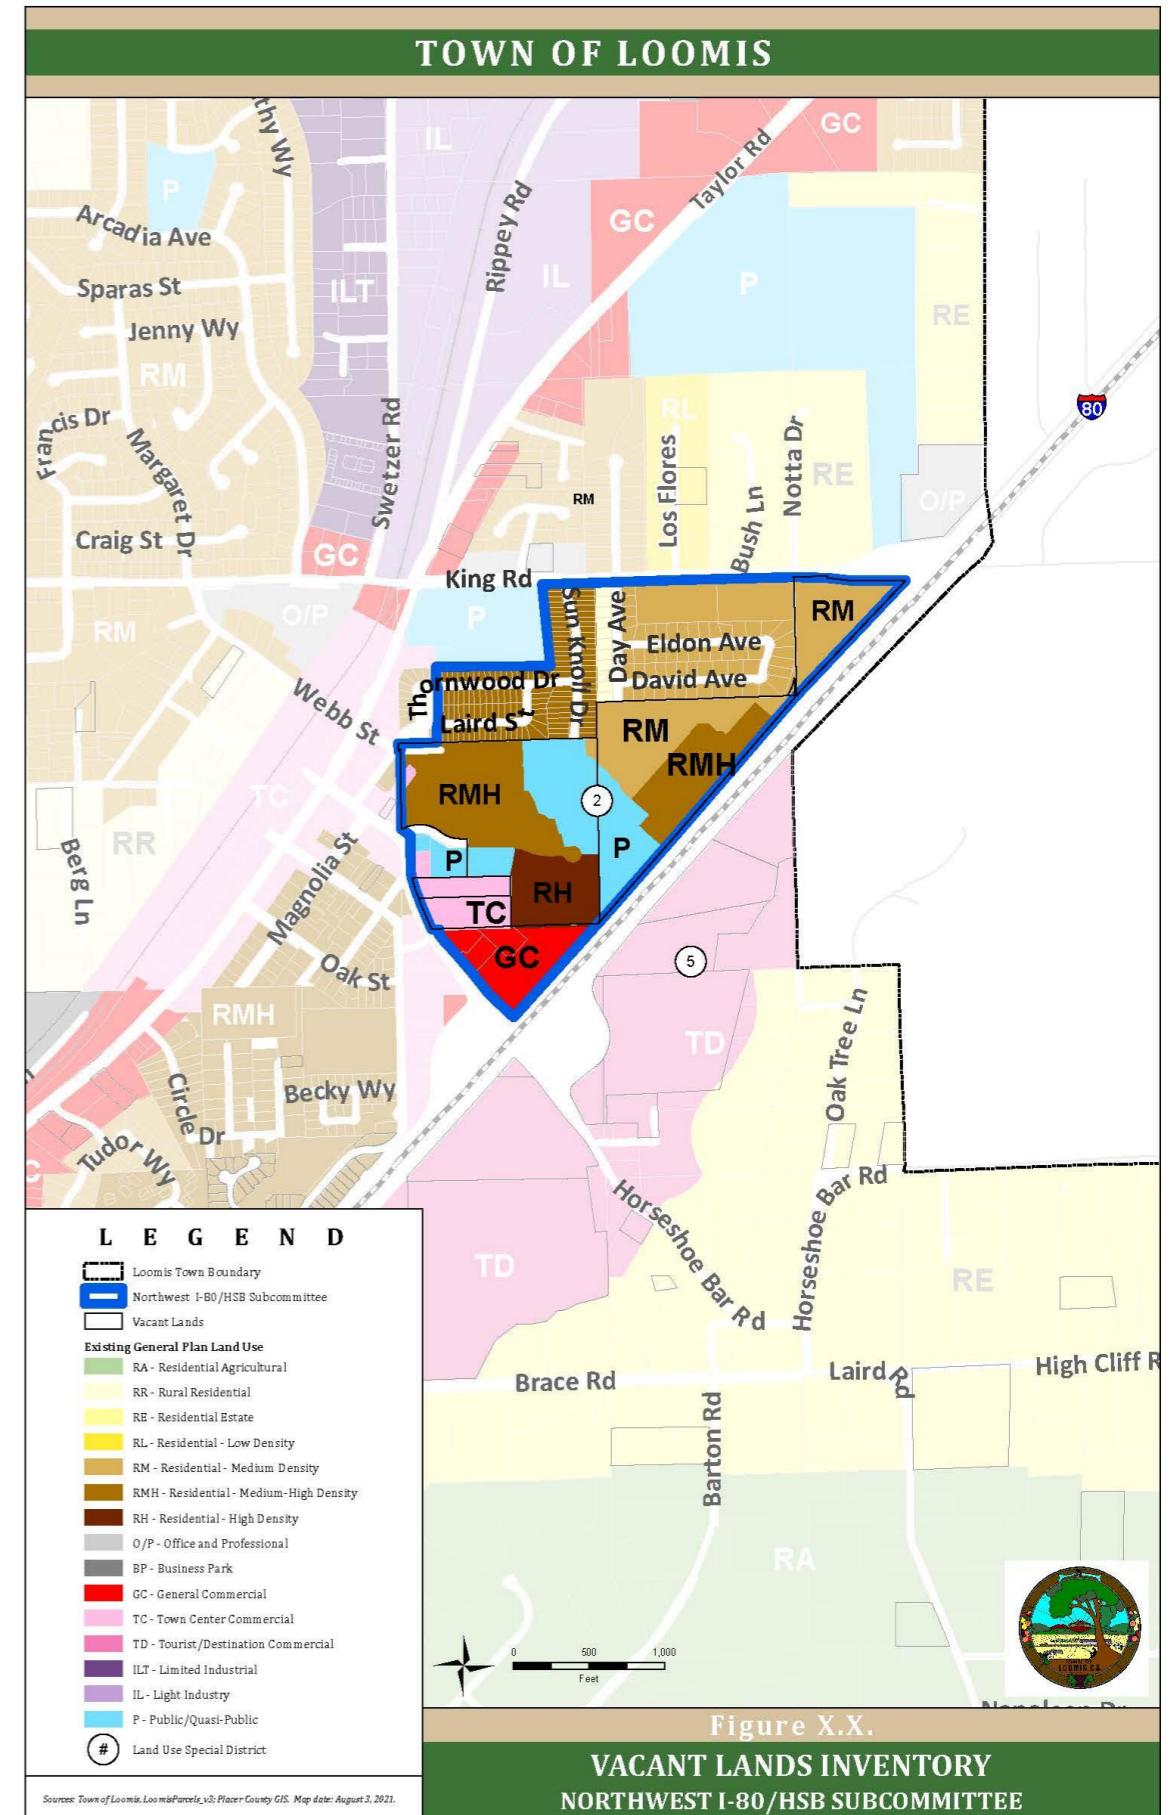 TOWN OF LOOMIS
thy Wy
IL
GC
Taylor Rd
P
Arcadia Ave
Rippey Rd
GC
Sparas St
ILT
IL
P
Jenny Wy
RE
RM
80
Francis Dr
Swetzer Rd
RL
Margaret Dr
Los Flores
Notta Dr
RE
RM
Bush Ln
O/P
Craig St
GC
King Rd
O/P
P
Sun Knoll Dr
Day Ave
RM
RM
Eldon Ave
David Ave
Thornwood Dr
Webb St
Laird St
RM
RMH
TC
RMH
2
RR
Berg Ln
Magnolia St
P
P
RH
TC
GC
5
Oak St
RMH
TD
Oak Tree Ln
Circle Dr
Becky Wy
Tudor Wy
C
Horseshoe Bar Rd
Horseshoe Bar Rd
TD
RE
Brace Rd
Laird Rd
High Cliff R
Barton Rd
RA
LEGEND
Loomis Town Boundary
Northwest I-80/HSB Subcommittee
Vacant Lands
Existing General Plan Land Use
RA - Residential Agricultural
RR - Rural Residential
RE - Residential Estate
RL - Residential - Low Density
RM - Residential - Medium Density
RMH - Residential - Medium-High Density
RH - Residential - High Density
O/P - Office and Professional
BP - Business Park
GC - General Commercial
TC - Town Center Commercial
TD - Tourist/Destination Commercial
ILT - Limited Industrial
IL - Light Industry
P - Public/Quasi-Public
# Land Use Special District
Sources: Town of Loomis, LoomisParcels_v3; Placer County GIS. Map date: August 3, 2021.
0 500 1,000
Feet
LOOMIS, CA
Figure X.X.
VACANT LANDS INVENTORY
NORTHWEST I-80/HSB SUBCOMMITTEE